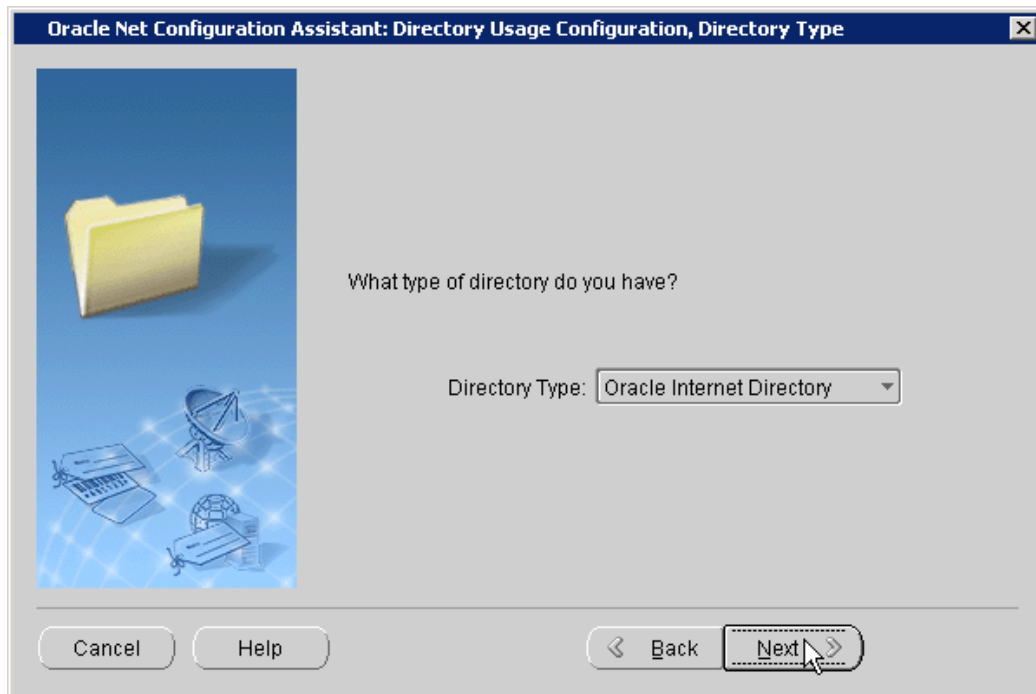 Oracle Net Configuration Assistant: Directory Usage Configuration, Directory Type
What type of directory do you have?
Directory Type: Oracle Internet Directory
Cancel Help Back Next